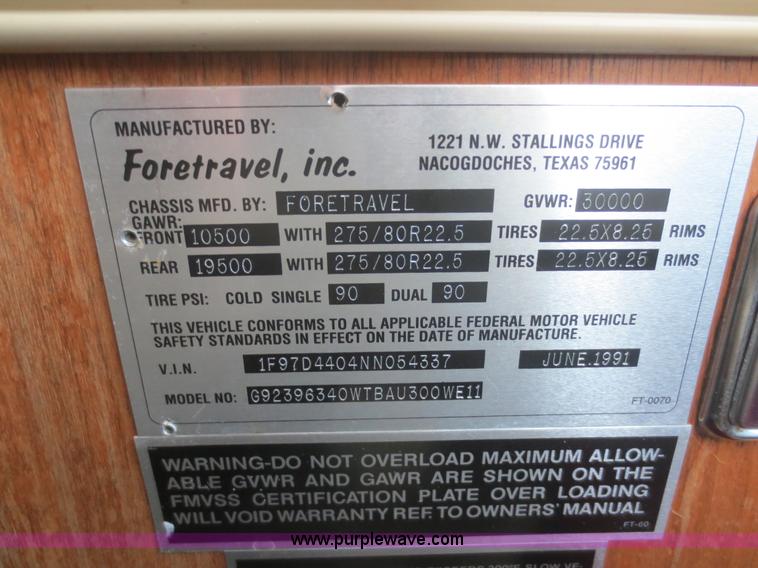 MANUFACTURED BY:
Foretravel, inc.
1221 N.W. STALLINGS DRIVE
NACOGDOCHES, TEXAS 75961
CHASSIS MFD. BY: FORETRAVEL GVWR: 30000
GAWR:
FRONT 10500 WITH 275/80R22.5 TIRES 22.5X8.25 RIMS
REAR 19500 WITH 275/80R22.5 TIRES 22.5X8.25 RIMS
TIRE PSI: COLD SINGLE 90 DUAL 90
THIS VEHICLE CONFORMS TO ALL APPLICABLE FEDERAL MOTOR VEHICLE
SAFETY STANDARDS IN EFFECT ON THE DATE OF MANUFACTURE.
V.I.N. 1F97D4404NN054337 JUNE.1991
MODEL NO: G92396340WTBAU300WE11
FT-0070
WARNING-DO NOT OVERLOAD MAXIMUM ALLOW-
ABLE GVWR AND GAWR ARE SHOWN ON THE
FMVSS CERTIFICATION PLATE OVER LOADING
WILL VOID WARRANTY REF. TO OWNERS' MANUAL
FT-60
www.purplewave.com
SLOW VE-